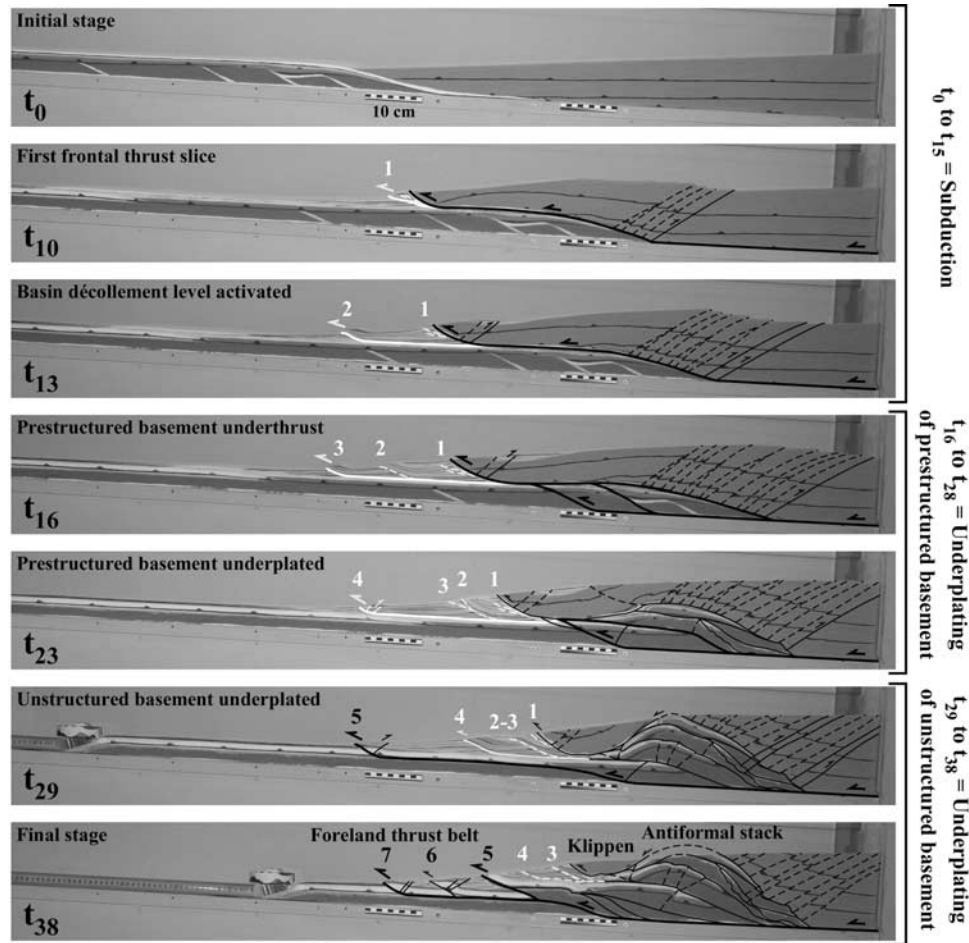 Initial stage
t0
10 cm
First frontal thrust slice
1
t10
Basin décollement level activated
2 1
t13
t0 to t15 = Subduction
Prestructured basement underthrust
3 2 1
t16
Prestructured basement underplated
4 3 2 1
t23
t16 to t28 = Underplating
of prestructured basement
Unstructured basement underplated
5 4 2-3 1
t29
Final stage
Foreland thrust belt
Klippen
Antiformal stack
7 6 5 4 3
t38
t29 to t38 = Underplating
of unstructured basement